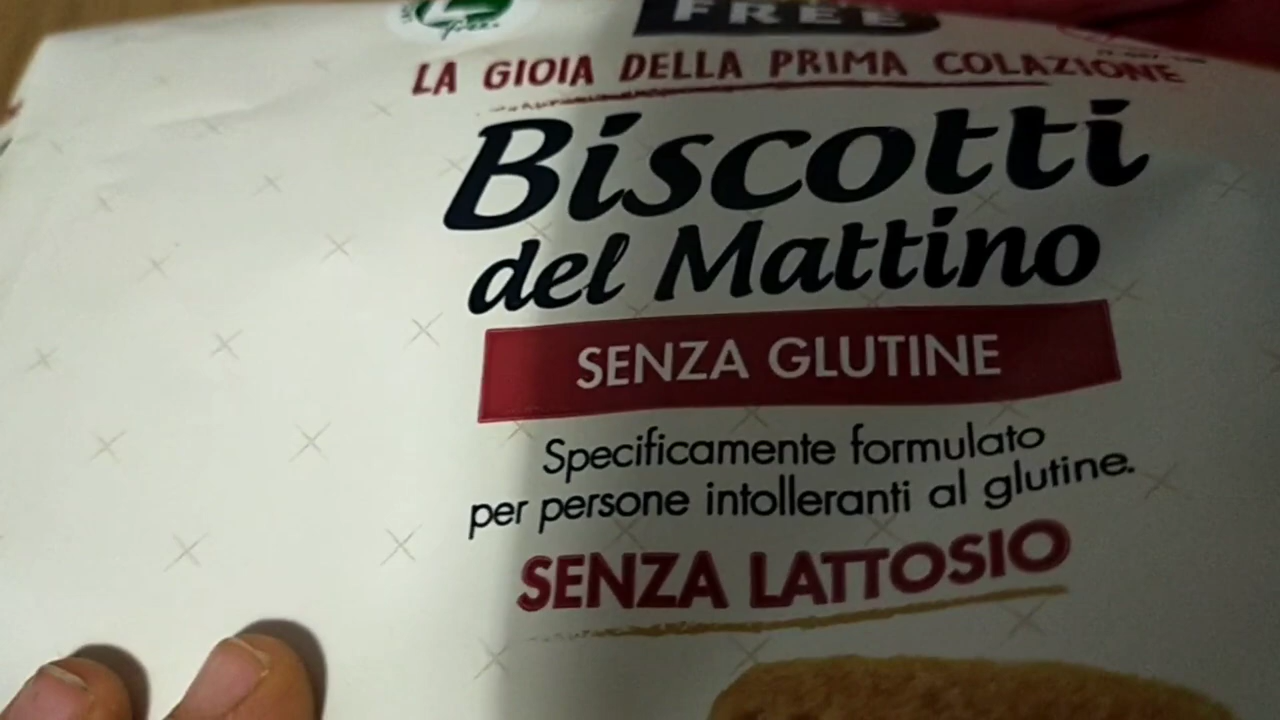 free
FREE
LA GIOIA DELLA PRIMA COLAZIONE
Biscotti
del Mattino
SENZA GLUTINE
Specificamente formulato
per persone intolleranti al glutine.
SENZA LATTOSIO